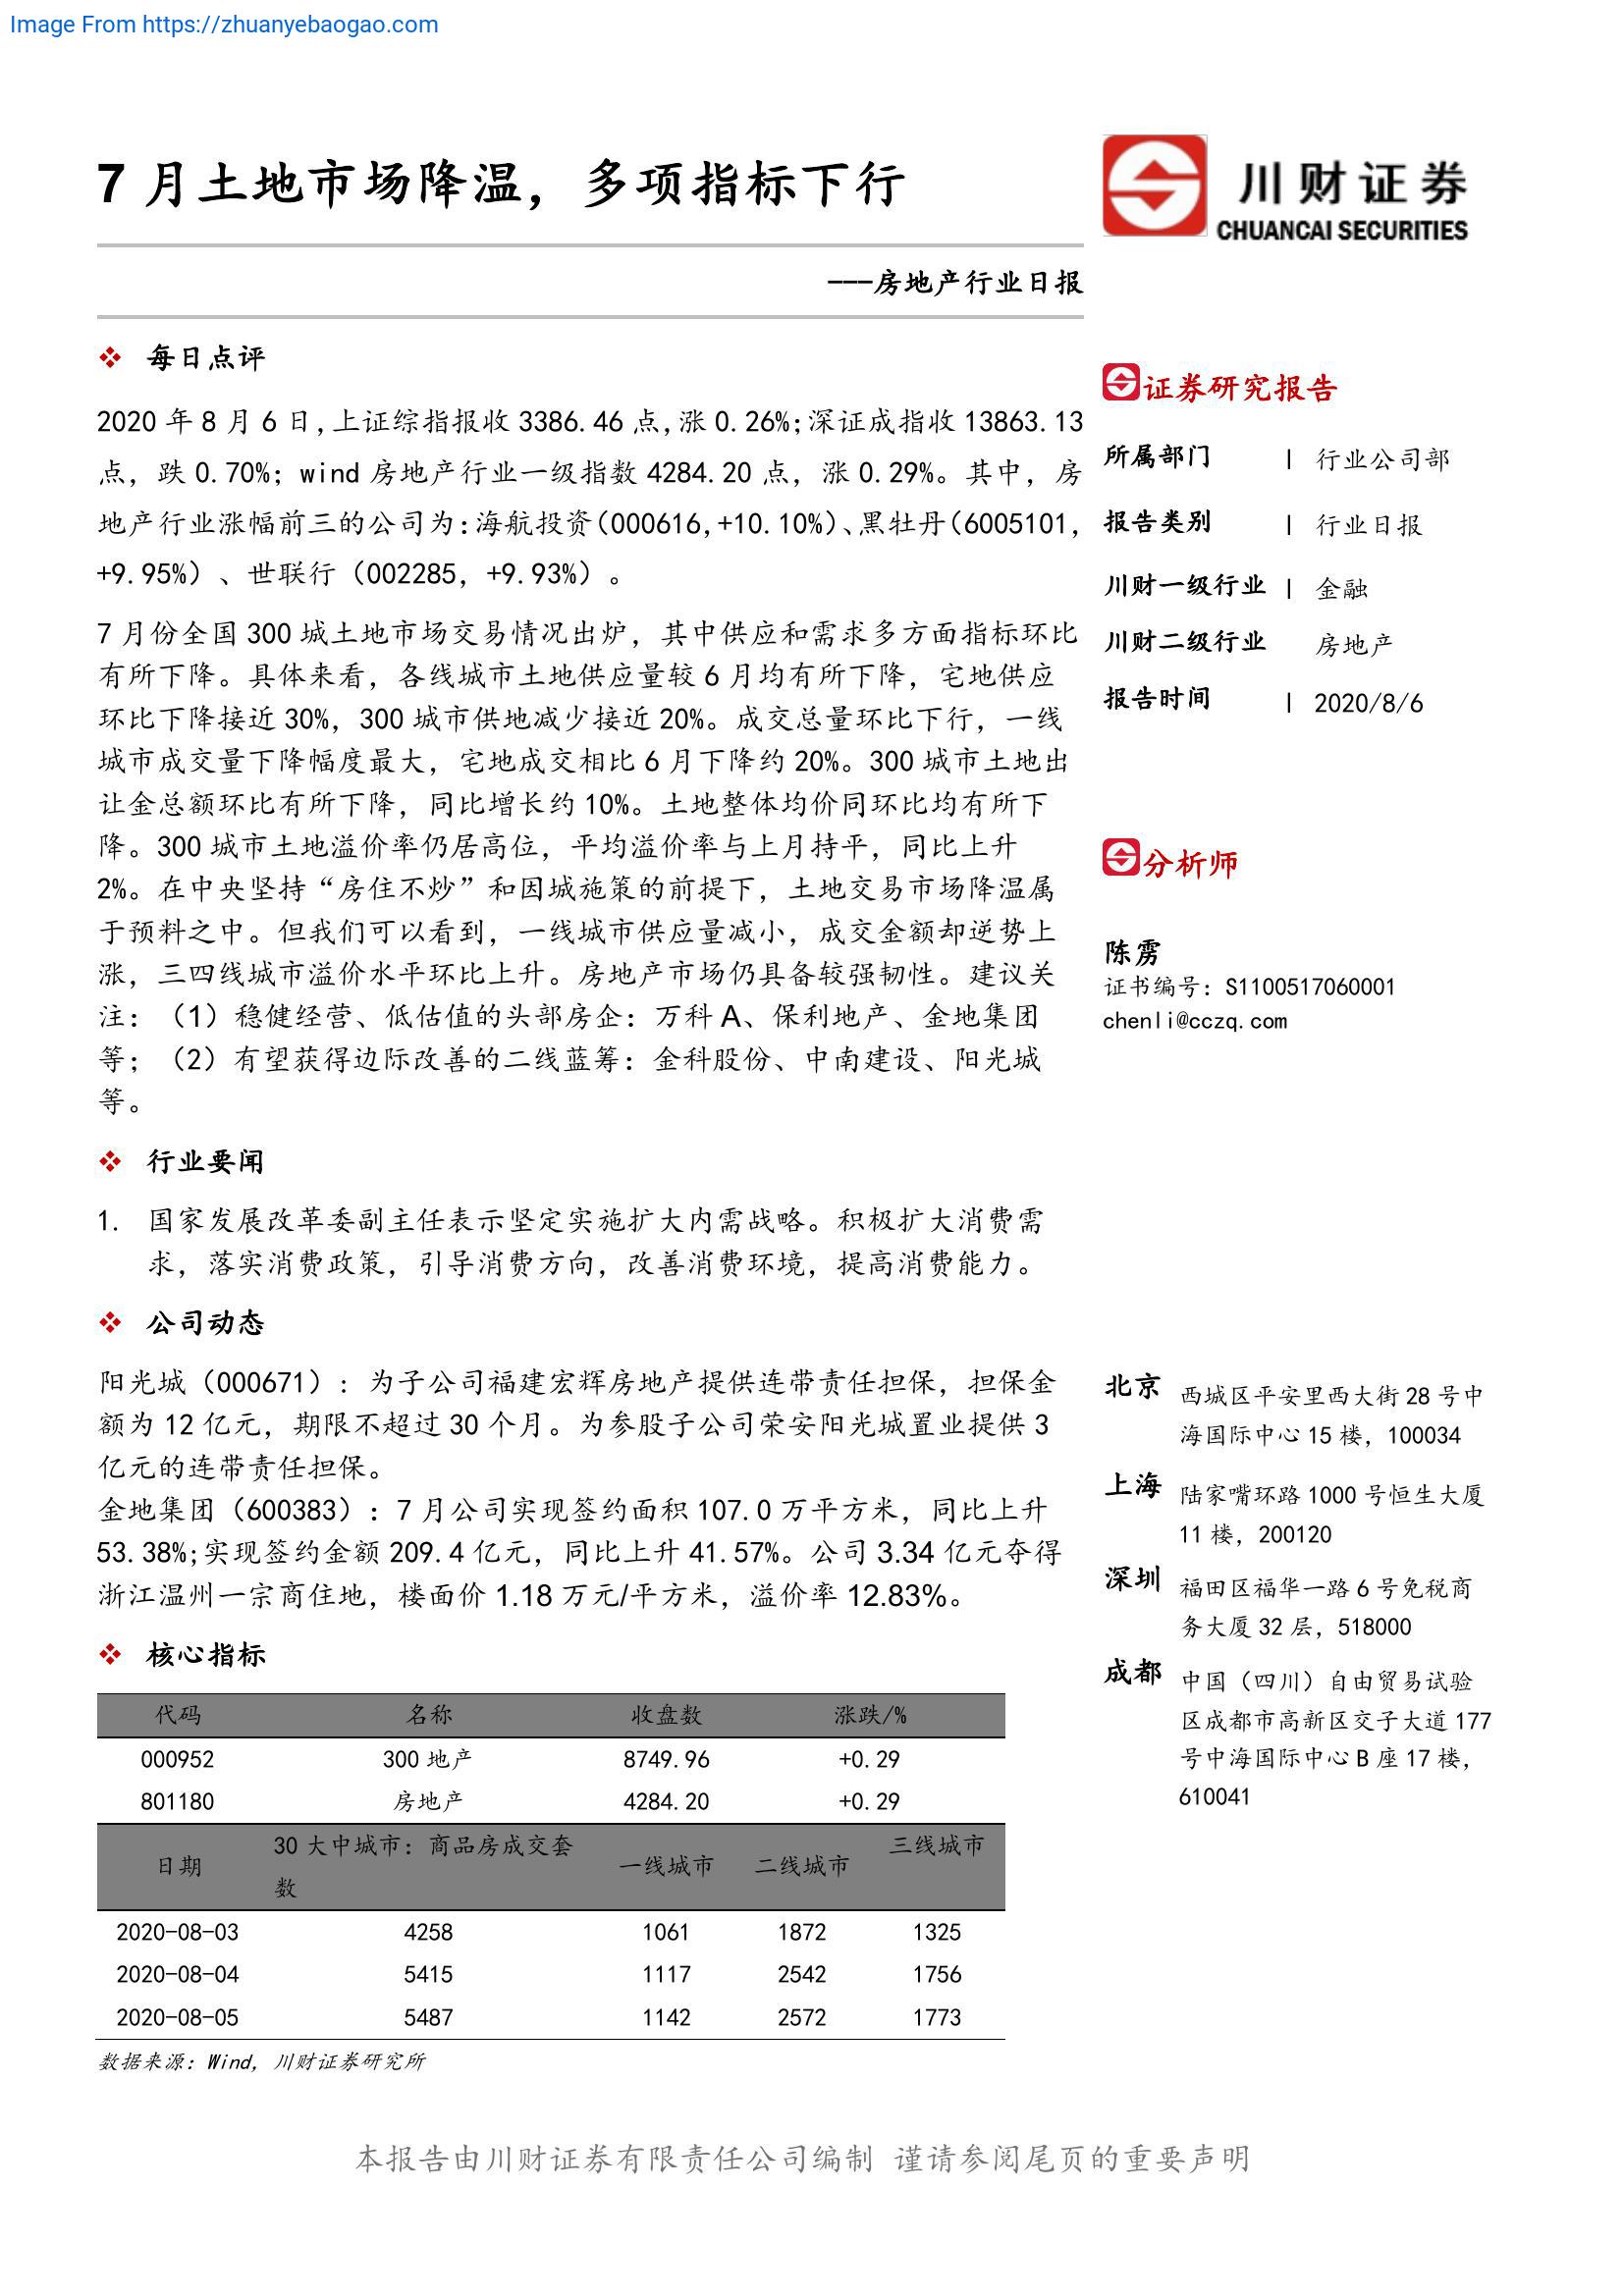 Image From https://zhuanyebaogao.com
7 月土地市场降温，多项指标下行
川财证券
CHUANCAI SECURITIES
---房地产行业日报
❖ 每日点评
2020 年 8 月 6 日，上证综指报收 3386.46 点，涨 0.26%；深证成指收 13863.13
点，跌 0.70%；wind 房地产行业一级指数 4284.20 点，涨 0.29%。其中，房
地产行业涨幅前三的公司为：海航投资（000616，+10.10%）、黑牡丹（6005101，
+9.95%）、世联行（002285，+9.93%）。
7 月份全国 300 城土地市场交易情况出炉，其中供应和需求多方面指标环比
有所下降。具体来看，各线城市土地供应量较 6 月均有所下降，宅地供应
环比下降接近 30%，300 城市供地减少接近 20%。成交总量环比下行，一线
城市成交量下降幅度最大，宅地成交相比 6 月下降约 20%。300 城市土地出
让金总额环比有所下降，同比增长约 10%。土地整体均价同环比均有所下
降。300 城市土地溢价率仍居高位，平均溢价率与上月持平，同比上升
2%。在中央坚持“房住不炒”和因城施策的前提下，土地交易市场降温属
于预料之中。但我们可以看到，一线城市供应量减小，成交金额却逆势上
涨，三四线城市溢价水平环比上升。房地产市场仍具备较强韧性。建议关
注：（1）稳健经营、低估值的头部房企：万科 A、保利地产、金地集团
等；（2）有望获得边际改善的二线蓝筹：金科股份、中南建设、阳光城
等。
❖ 行业要闻
1. 国家发展改革委副主任表示坚定实施扩大内需战略。积极扩大消费需
求，落实消费政策，引导消费方向，改善消费环境，提高消费能力。
❖ 公司动态
阳光城（000671）：为子公司福建宏辉房地产提供连带责任担保，担保金
额为 12 亿元，期限不超过 30 个月。为参股子公司荣安阳光城置业提供 3
亿元的连带责任担保。
金地集团（600383）：7 月公司实现签约面积 107.0 万平方米，同比上升
53.38%;实现签约金额 209.4 亿元，同比上升 41.57%。公司 3.34 亿元夺得
浙江温州一宗商住地，楼面价 1.18 万元/平方米，溢价率 12.83%。
❖ 核心指标
代码 名称 收盘数 涨跌/%
000952 300 地产 8749.96 +0.29
801180 房地产 4284.20 +0.29
日期 30 大中城市：商品房成交套
数 一线城市 二线城市 三线城市
2020-08-03 4258 1061 1872 1325
2020-08-04 5415 1117 2542 1756
2020-08-05 5487 1142 2572 1773
数据来源：Wind，川财证券研究所
证券研究报告
所属部门 | 行业公司部
报告类别 | 行业日报
川财一级行业 | 金融
川财二级行业 房地产
报告时间 | 2020/8/6
分析师
陈雳
证书编号：S1100517060001
chenli@cczq.com
北京 西城区平安里西大街 28 号中
海国际中心 15 楼，100034
上海 陆家嘴环路 1000 号恒生大厦
11 楼，200120
深圳 福田区福华一路 6 号免税商
务大厦 32 层，518000
成都 中国（四川）自由贸易试验
区成都市高新区交子大道 177
号中海国际中心 B 座 17 楼，
610041
本报告由川财证券有限责任公司编制 谨请参阅尾页的重要声明